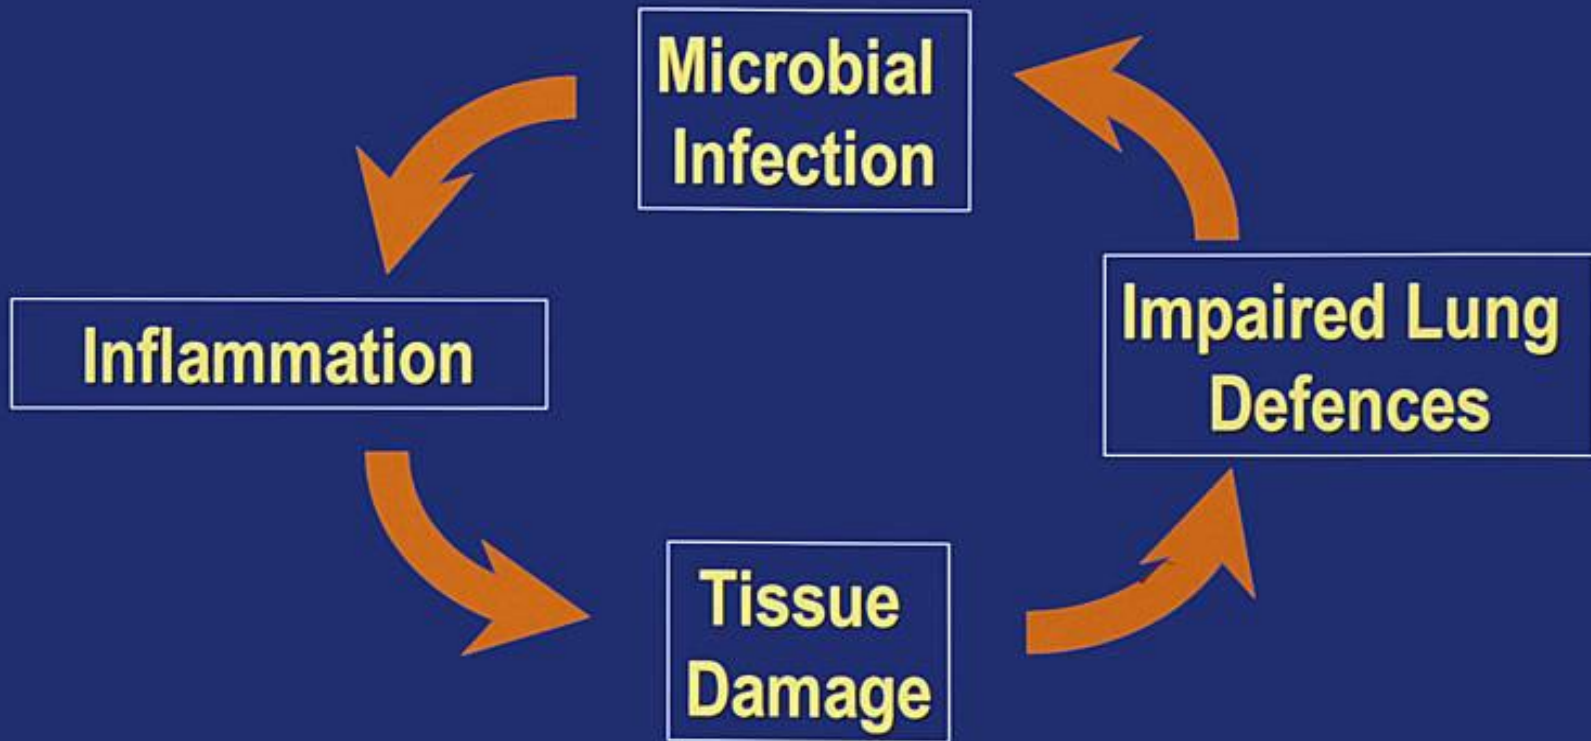 Microbial
Infection
Inflammation
Impaired Lung
Defences
Tissue
Damage